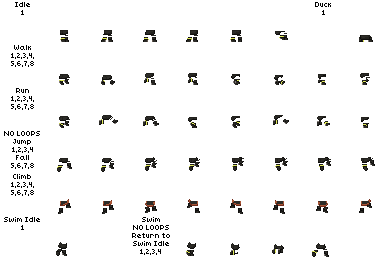 Idle
1
Duck
1
Walk
1,2,3,4,
5,6,7,8
Run
1,2,3,4,
5,6,7,8
NO LOOPS
Jump
1,2,3,4
Fall
5,6,7,8
Climb
1,2,3,4,
5,6,7,8
Swim Idle
1
Swim
NO LOOPS
Return to
Swim Idle
1,2,3,4